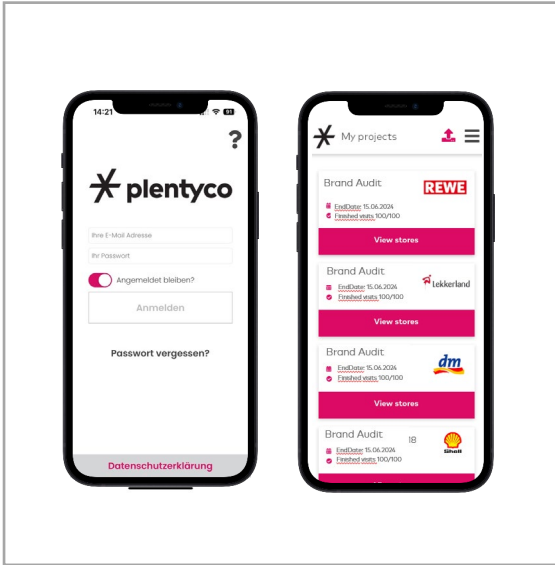 14:21
91
?
plentyco
Ihre E-Mail Adresse
Ihr Passwort
Angemeldet bleiben?
Anmelden
Passwort vergessen?
Datenschutzerklärung
My projects
Brand Audit
REWE
EndDate: 15.06.2024
Finished visits 100/100
View stores
Brand Audit
Lekkerland
EndDate: 15.06.2024
Finished visits 100/100
View stores
Brand Audit
dm
EndDate: 15.06.2024
Finished visits 100/100
View stores
Brand Audit
18
Shell
EndDate: 15.06.2024
Finished visits 100/100